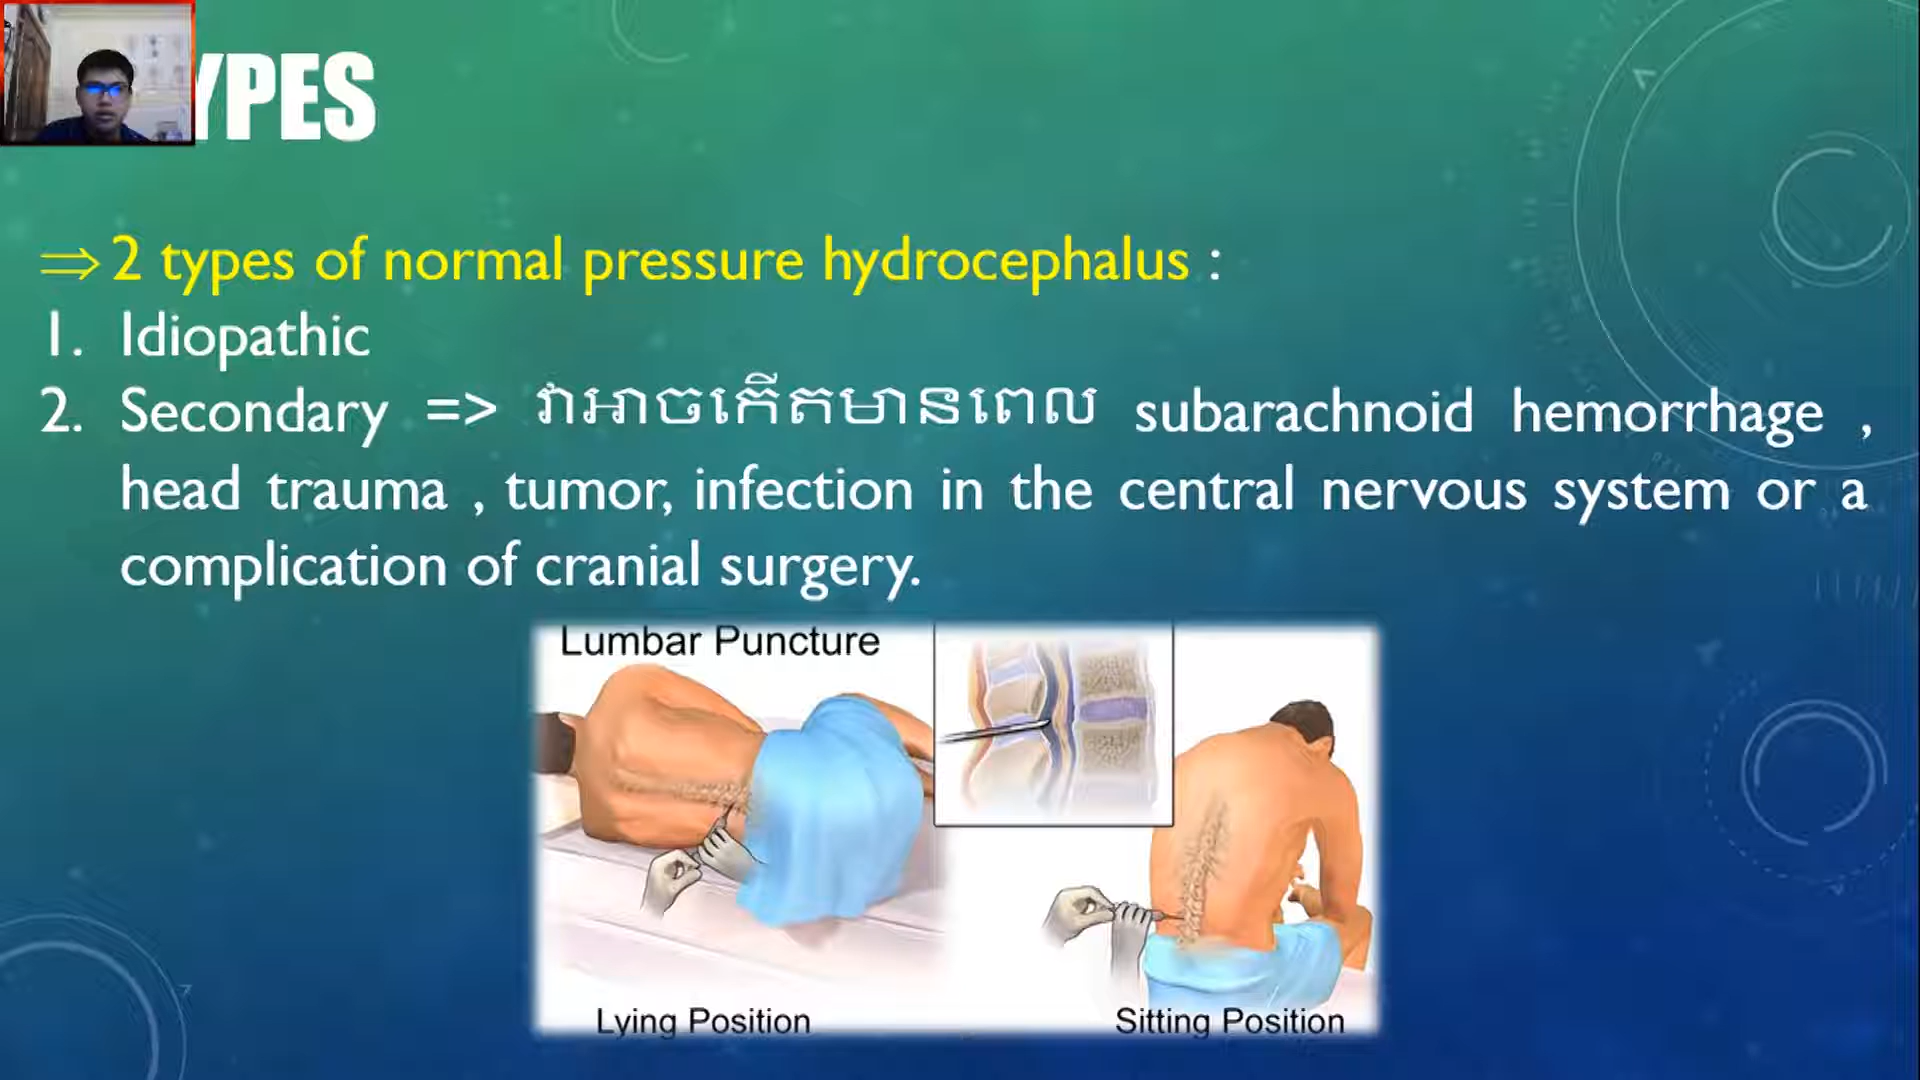 YPES
⇒ 2 types of normal pressure hydrocephalus :
1. Idiopathic
2. Secondary => វាអាចកើតមានពេល subarachnoid hemorrhage ,
head trauma , tumor, infection in the central nervous system or a
complication of cranial surgery.
Lumbar Puncture
Lying Position
Sitting Position